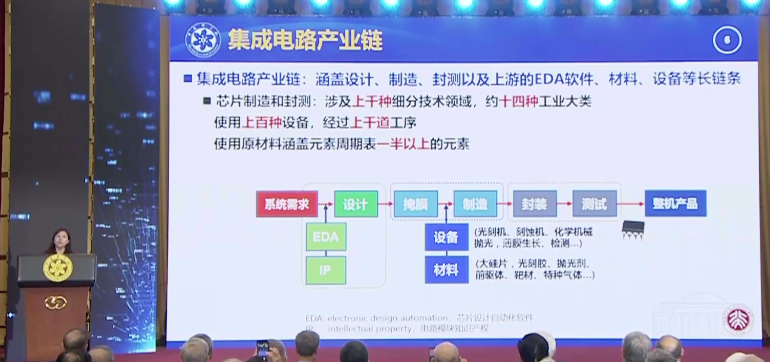 集成电路产业链
6
集成电路产业链：涵盖设计、制造、封测以及上游的EDA软件、材料、设备等长链条
芯片制造和封测：涉及上千种细分技术领域，约十四种工业大类
使用上百种设备，经过上千道工序
使用原材料涵盖元素周期表一半以上的元素
系统需求
设计
掩膜
制造
封装
测试
整机产品
EDA
IP
设备
(光刻机、刻蚀机、化学机械
抛光，薄膜生长、检测...)
材料
(大硅片，光刻胶、抛光剂、
前驱体、靶材、特种气体...)
EDA: electronic design automation，芯片设计自动化软件
IP: intellectual property，电路模块知识产权